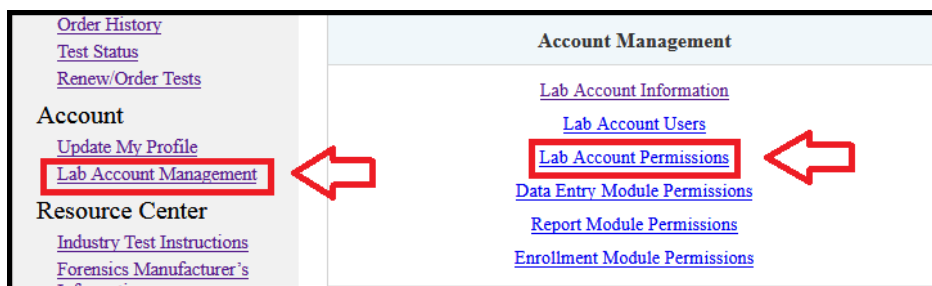 Order History
Test Status
Renew/Order Tests
Account
Update My Profile
Lab Account Management
Resource Center
Industry Test Instructions
Forensics Manufacturer's
Account Management
Lab Account Information
Lab Account Users
Lab Account Permissions
Data Entry Module Permissions
Report Module Permissions
Enrollment Module Permissions